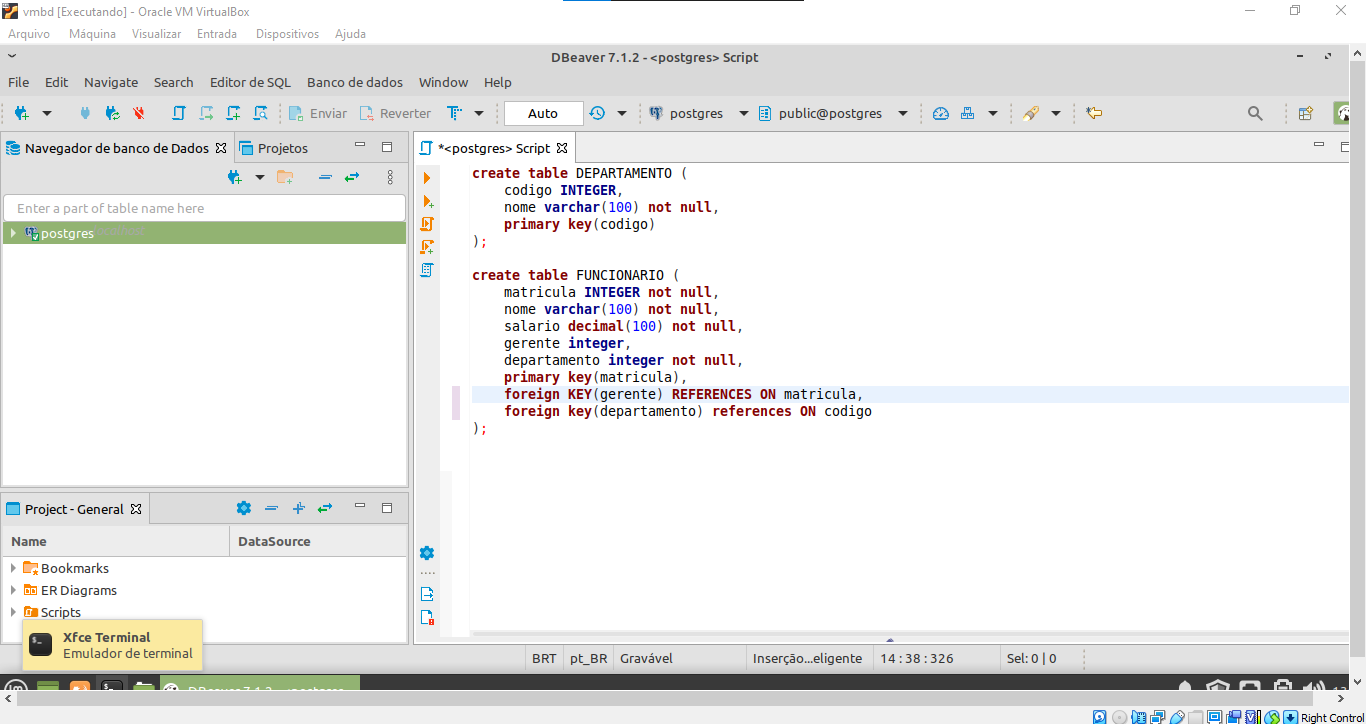 vmbd [Executando] - Oracle VM VirtualBox
Arquivo Máquina Visualizar Entrada Dispositivos Ajuda
DBeaver 7.1.2 - <postgres> Script
File Edit Navigate Search Editor de SQL Banco de dados Window Help
Enviar Reverter Auto postgres public@postgres
Navegador de banco de Dados Projetos
*<postgres> Script
Enter a part of table name here
postgres
create table DEPARTAMENTO (
codigo INTEGER,
nome varchar(100) not null,
primary key(codigo)
);
create table FUNCIONARIO (
matricula INTEGER not null,
nome varchar(100) not null,
salario decimal(100) not null,
gerente integer,
departamento integer not null,
primary key(matricula),
foreign KEY(gerente) REFERENCES ON matricula,
foreign key(departamento) references ON codigo
);
Project - General
Name DataSource
Bookmarks
ER Diagrams
Scripts
Xfce Terminal
Emulador de terminal
BRT pt_BR Gravável Inserção...eligente 14 : 38 : 326 Sel: 0 | 0
Right Control